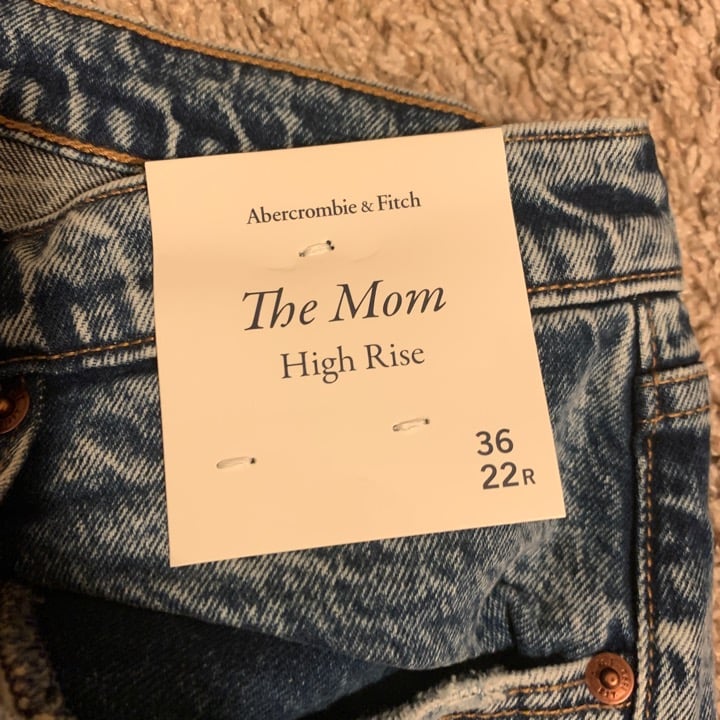 Abercrombie & Fitch
The Mom
High Rise
36
22R